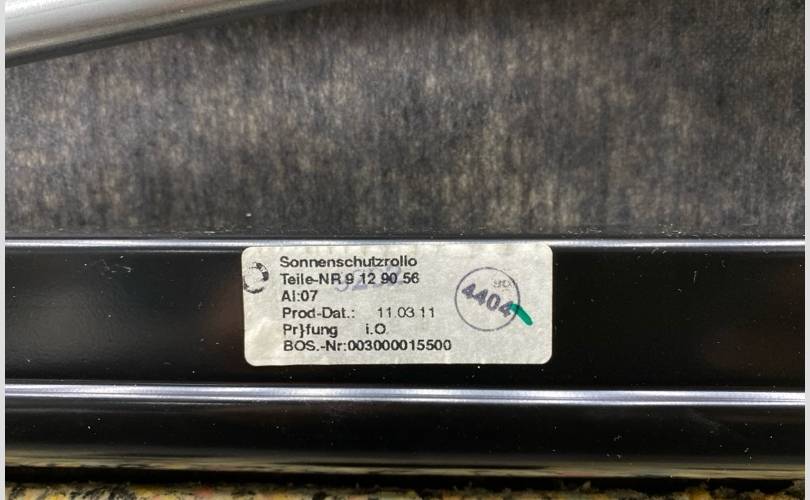 Sonnenschutzrollo
Teile-NR 9 12 90 56
AI:07
Prod-Dat.: 11.03 11
Pr}fung i.O.
BOS.-Nr:003000015500
4404